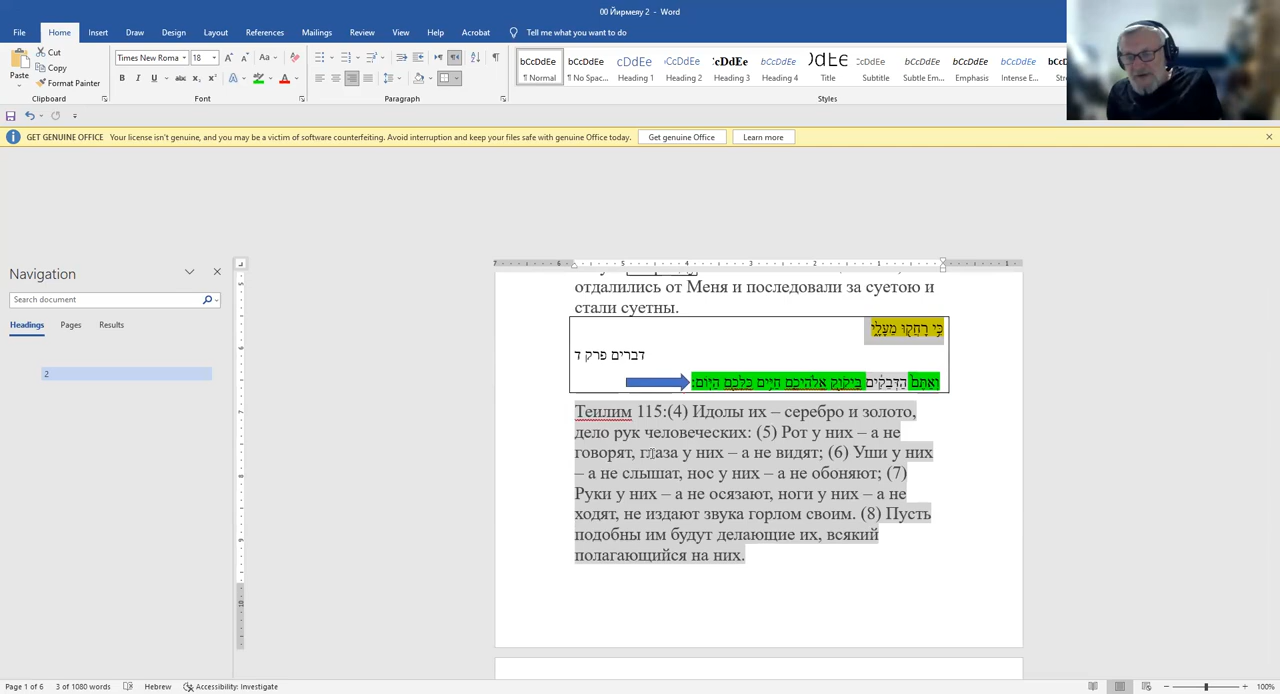 00 Йирмеяу 2 - Word
File Home Insert Draw Design Layout References Mailings Review View Help Acrobat Tell me what you want to do
Paste
Cut
Copy
Format Painter
Clipboard
Times New Roma 18
Font
Paragraph
AaBbCcDdEe
¶ Normal ¶ No Spac... Heading 1 Heading 2 Heading 3 Heading 4 Title Subtitle Subtle Em... Emphasis Intense E...
Styles
GET GENUINE OFFICE Your license isn't genuine, and you may be a victim of software counterfeiting. Avoid interruption and keep your files safe with genuine Office today. Get genuine Office Learn more
Navigation
Search document
Headings Pages Results
2
отдалились от Меня и последовали за суетою и
стали суетны.
כִּי רָחֲקוּ מֵעָלָי
דברים פרק ד
וְאַתֶּם הַדְּבֵקִים בַּיקֹוָק אֱלֹהֵיכֶם חַיִּים כֻּלְּכֶם הַיּוֹם:
Теилим 115:(4) Идолы их – серебро и золото,
дело рук человеческих: (5) Рот у них – а не
говорят, глаза у них – а не видят; (6) Уши у них
– а не слышат, нос у них – а не обоняют; (7)
Руки у них – а не осязают, ноги у них – а не
ходят, не издают звука горлом своим. (8) Пусть
подобны им будут делающие их, всякий
полагающийся на них.
Page 1 of 6 3 of 1080 words Hebrew Accessibility: Investigate 100%